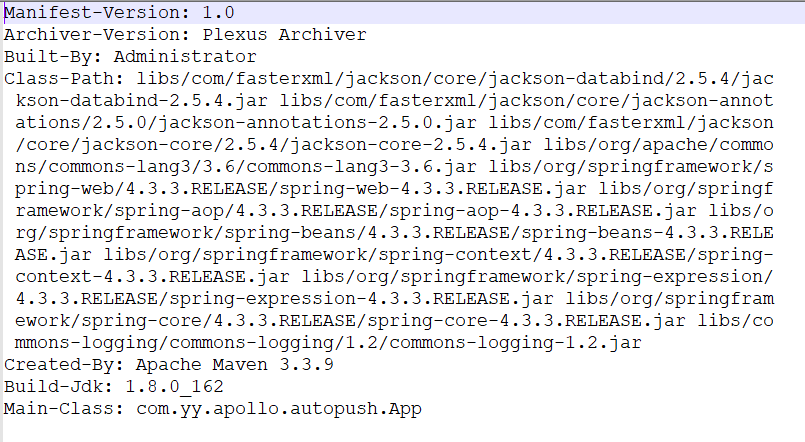 Manifest-Version: 1.0
Archiver-Version: Plexus Archiver
Built-By: Administrator
Class-Path: libs/com/fasterxml/jackson/core/jackson-databind/2.5.4/jac
 kson-databind-2.5.4.jar libs/com/fasterxml/jackson/core/jackson-annot
 ations/2.5.0/jackson-annotations-2.5.0.jar libs/com/fasterxml/jackson
 /core/jackson-core/2.5.4/jackson-core-2.5.4.jar libs/org/apache/commo
 ns/commons-lang3/3.6/commons-lang3-3.6.jar libs/org/springframework/s
 pring-web/4.3.3.RELEASE/spring-web-4.3.3.RELEASE.jar libs/org/springf
 ramework/spring-aop/4.3.3.RELEASE/spring-aop-4.3.3.RELEASE.jar libs/o
 rg/springframework/spring-beans/4.3.3.RELEASE/spring-beans-4.3.3.RELE
 ASE.jar libs/org/springframework/spring-context/4.3.3.RELEASE/spring-
 context-4.3.3.RELEASE.jar libs/org/springframework/spring-expression/
 4.3.3.RELEASE/spring-expression-4.3.3.RELEASE.jar libs/org/springfram
 ework/spring-core/4.3.3.RELEASE/spring-core-4.3.3.RELEASE.jar libs/co
 mmons-logging/commons-logging/1.2/commons-logging-1.2.jar
Created-By: Apache Maven 3.3.9
Build-Jdk: 1.8.0_162
Main-Class: com.yy.apollo.autopush.App